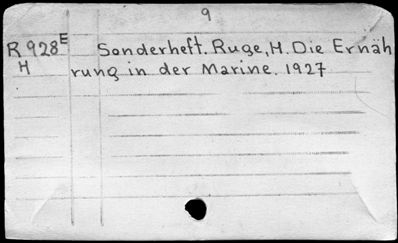 9
R 928E Sonderheft. Ruge, H. Die Ernäh
H rung in der Marine. 1927